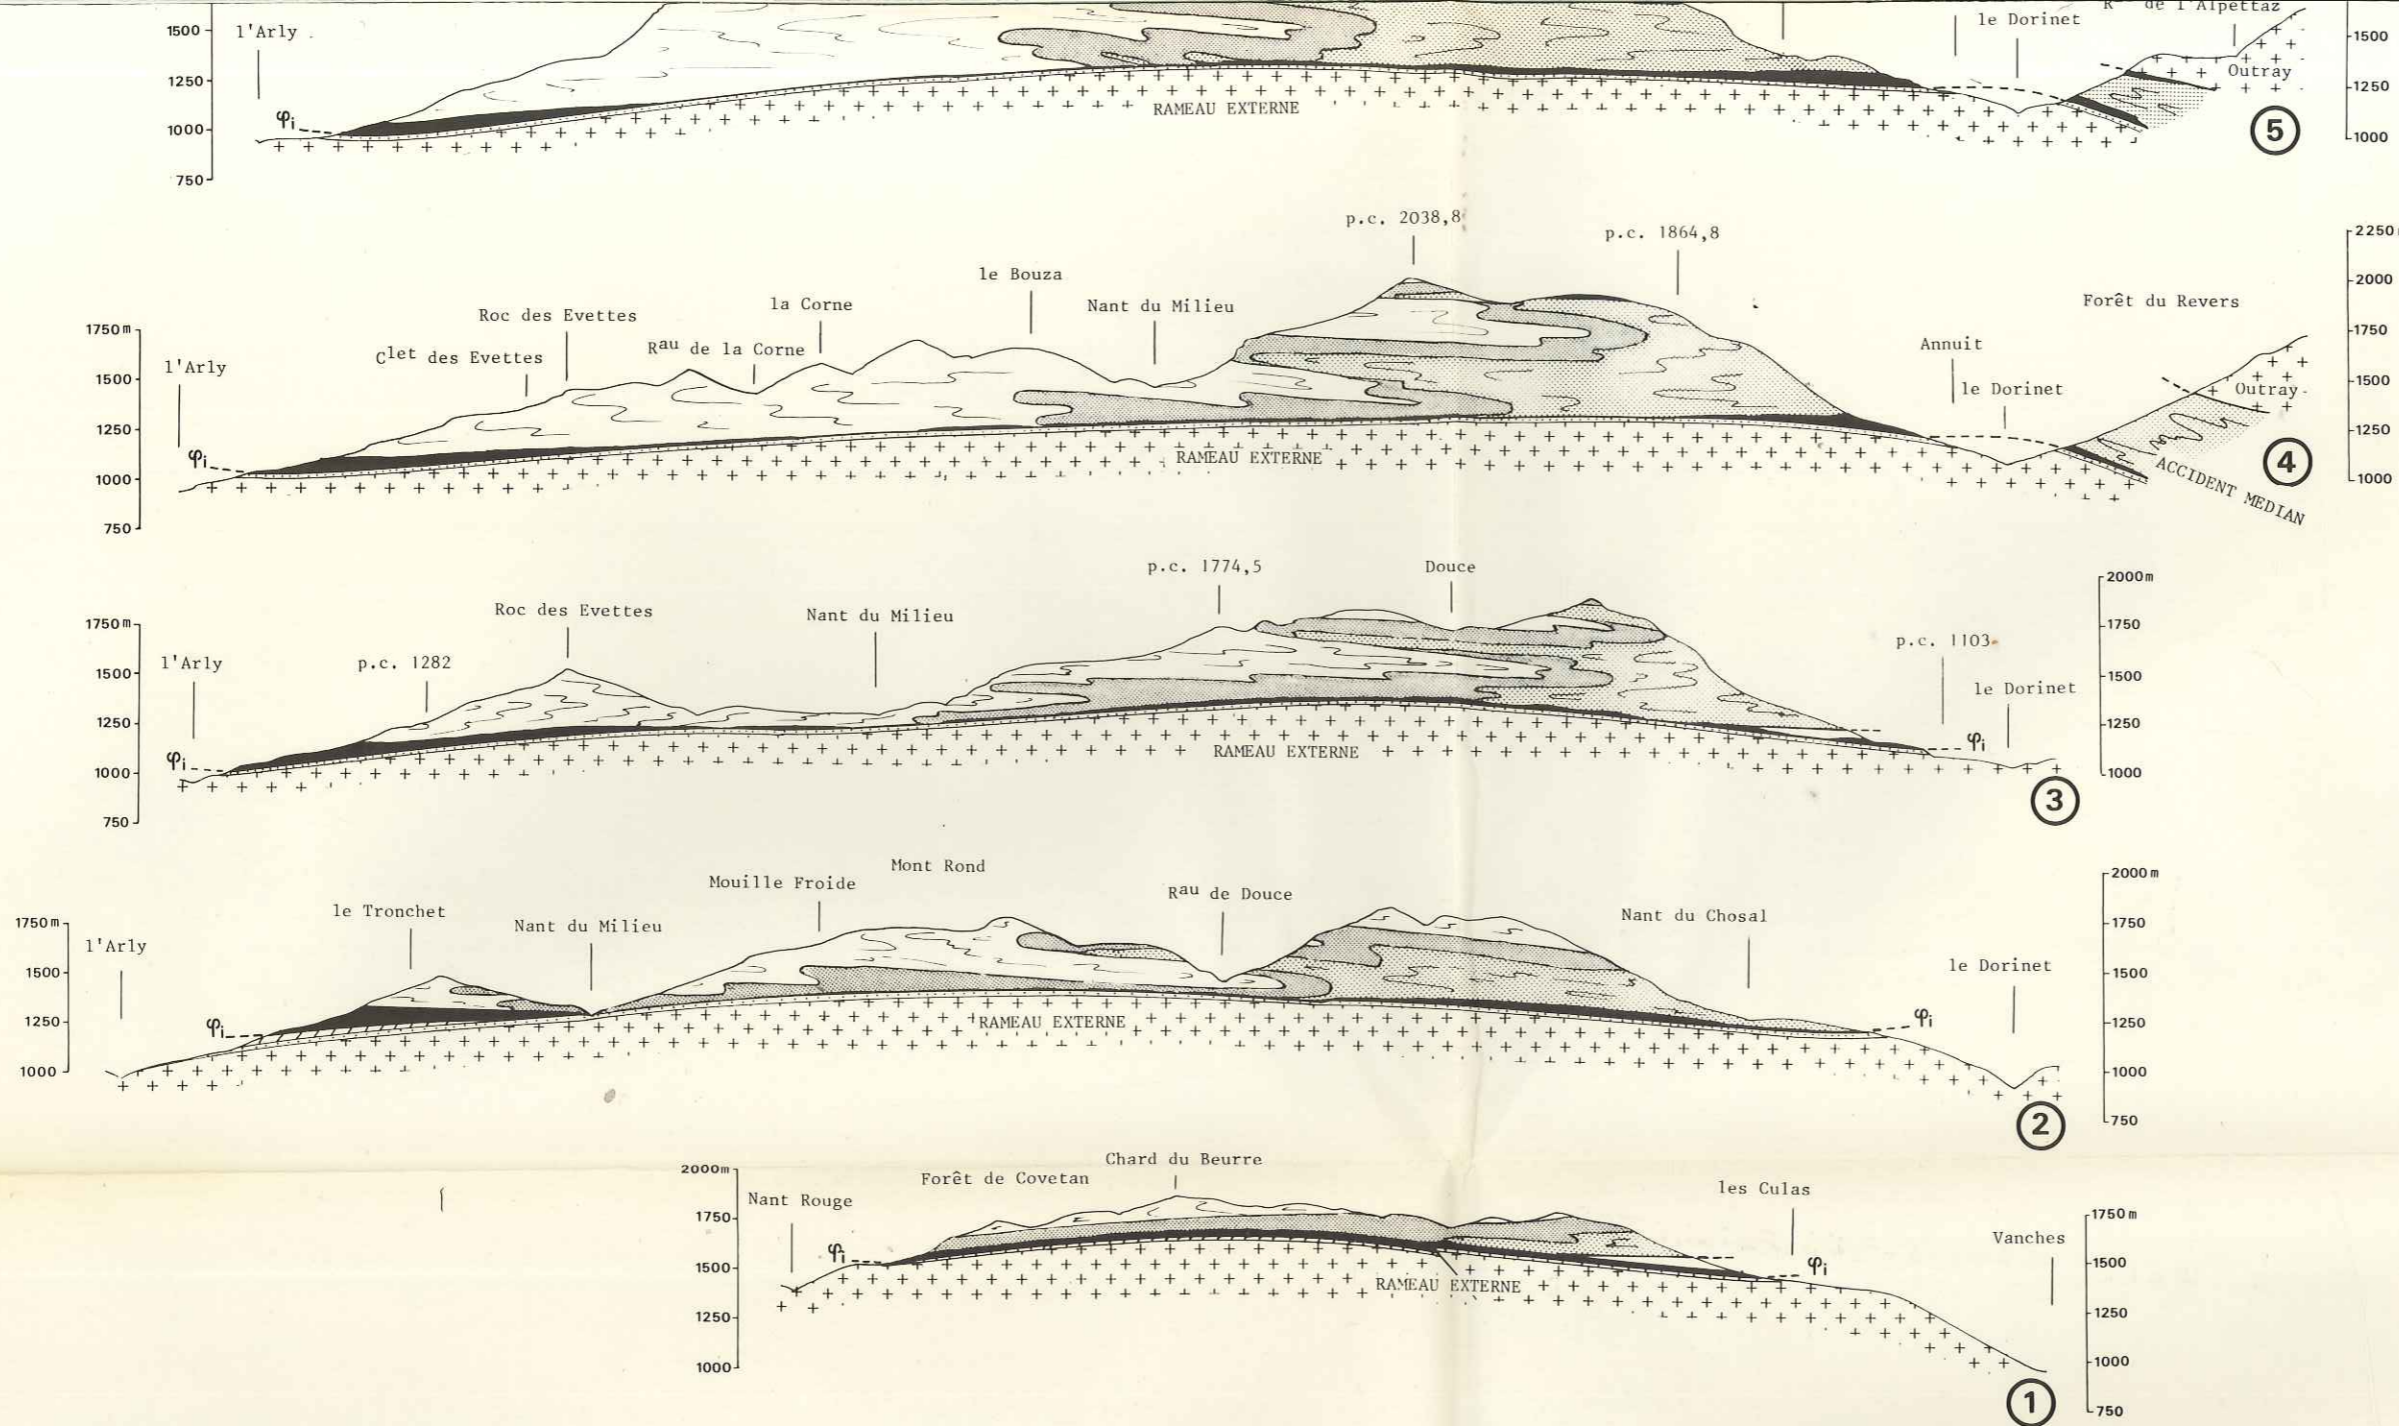 R de l'Alpettaz
le Dorinet
1500
l'Arly
1500
1250
Outray
1250
φi
RAMEAU EXTERNE
1000
5
1000
750
p.c. 2038,8
p.c. 1864,8
2250
2000
le Bouza
la Corne
Nant du Milieu
Forêt du Revers
Roc des Evettes
1750 m
1750
Rau de la Corne
Annuit
Clet des Evettes
l'Arly
1500
1500
le Dorinet
Outray
1250
1250
φi
RAMEAU EXTERNE
4
1000
1000
ACCIDENT MEDIAN
750
p.c. 1774,5
Douce
2000m
Roc des Evettes
Nant du Milieu
1750 m
1750
p.c. 1103
l'Arly
p.c. 1282
1500
1500
le Dorinet
1250
1250
φi
RAMEAU EXTERNE
φi
1000
1000
3
750
Mont Rond
2000 m
Mouille Froide
Rau de Douce
le Tronchet
Nant du Chosal
1750 m
Nant du Milieu
1750
l'Arly
le Dorinet
1500
1500
φi
1250
φi
RAMEAU EXTERNE
1250
1000
1000
2
750
Chard du Beurre
2000m
Forêt de Covetan
les Culas
Nant Rouge
1750
1750 m
Vanches
φi
1500
φi
1500
RAMEAU EXTERNE
1250
1250
1000
1000
1
750